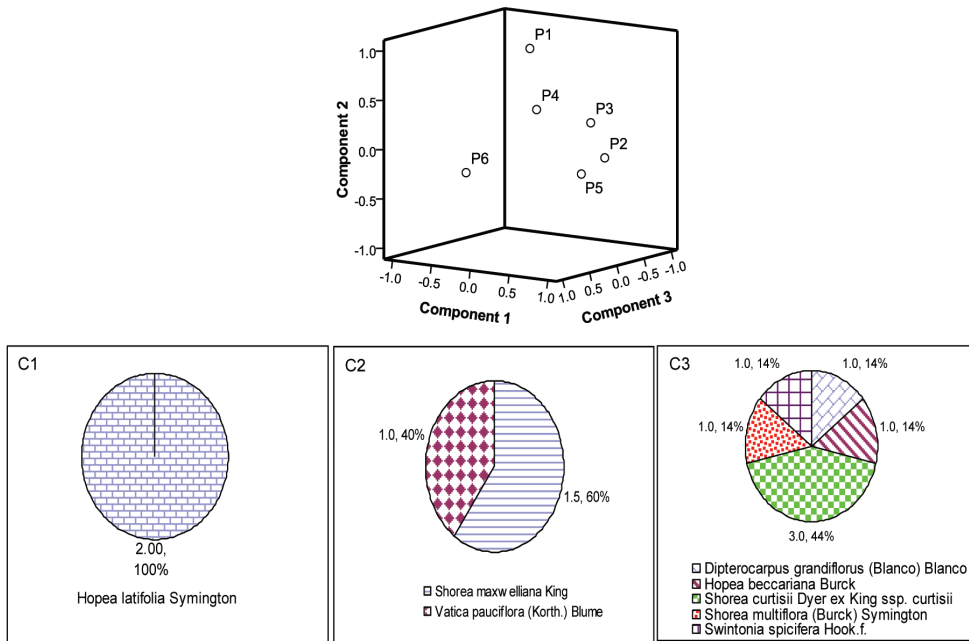 P1
1.0
P4
0.5
P3
Component 2
0.0
P2
P6
P5
-0.5
-1.0
-1.0 -0.5 0.0 0.5 1.0
1.0 0.5 0.0 -0.5 -1.0
Component 1
Component 3
C1
2.00,
100%
Hopea latifolia Symington
C2
1.0, 40%
1.5, 60%
Shorea maxw elliana King
Vatica pauciflora (Korth.) Blume
C3
1.0, 14%
1.0, 14%
1.0, 14%
1.0, 14%
3.0, 44%
Dipterocarpus grandiflorus (Blanco) Blanco
Hopea beccariana Burck
Shorea curtisii Dyer ex King ssp. curtisii
Shorea multiflora (Burck) Symington
Swintonia spicifera Hook.f.